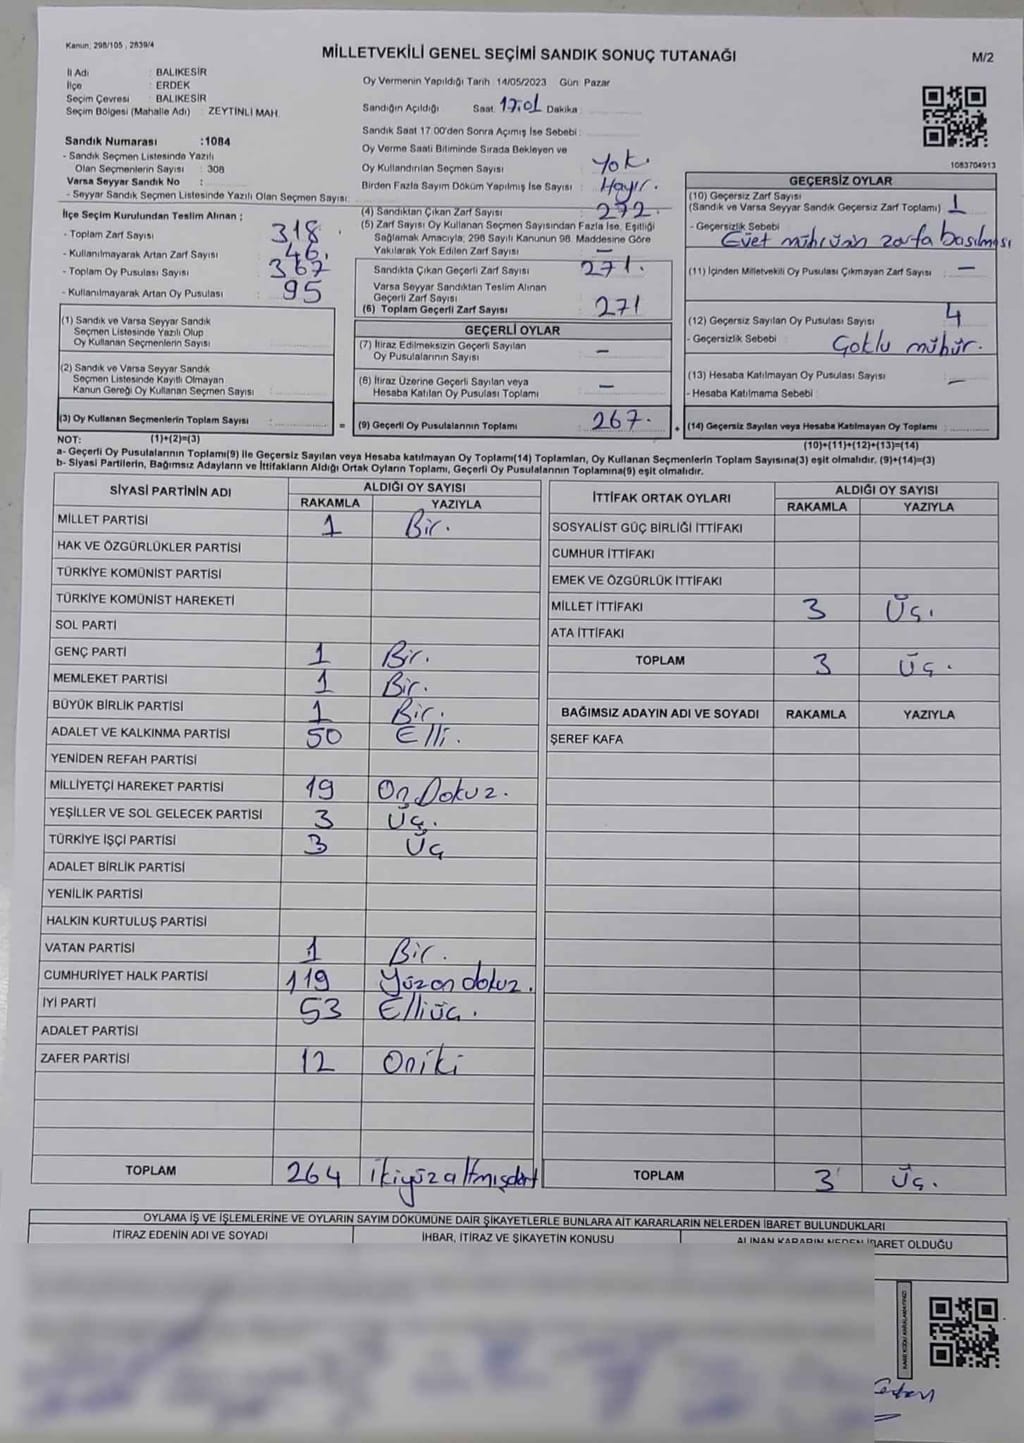 Kanun: 298/105 , 2839/4
MİLLETVEKİLİ GENEL SEÇİMİ SANDIK SONUÇ TUTANAĞI
M/2
İl Adı : BALIKESİR
İlçe : ERDEK
Seçim Çevresi : BALIKESİR
Seçim Bölgesi (Mahalle Adı) : ZEYTİNLİ MAH.
Sandık Numarası :1084
- Sandık Seçmen Listesinde Yazılı
Olan Seçmenlerin Sayısı : 308
Varsa Seyyar Sandık No :
- Seyyar Sandık Seçmen Listesinde Yazılı Olan Seçmen Sayısı:
İlçe Seçim Kurulundan Teslim Alınan ;
- Toplam Zarf Sayısı : 318
- Kullanılmayarak Artan Zarf Sayısı : 46.
- Toplam Oy Pusulası Sayısı : 367
- Kullanılmayarak Artan Oy Pusulası : 95
(1) Sandık ve Varsa Seyyar Sandık
Seçmen Listesinde Yazılı Olup
Oy Kullanan Seçmenlerin Sayısı :
(2) Sandık ve Varsa Seyyar Sandık
Seçmen Listesinde Kayıtlı Olmayan
Kanun Gereği Oy Kullanan Seçmen Sayısı :
(3) Oy Kullanan Seçmenlerin Toplam Sayısı :
Oy Vermenin Yapıldığı Tarih : 14/05/2023 Gün: Pazar
Sandığın Açıldığı Saat: 17:01 Dakika :
Sandık Saat 17.00'den Sonra Açımış İse Sebebi :
Oy Verme Saati Bitiminde Sırada Bekleyen ve
Oy Kullandırılan Seçmen Sayısı : Yok.
Birden Fazla Sayım Döküm Yapılmış İse Sayısı : Hayır.
(4) Sandıktan Çıkan Zarf Sayısı : 272.
(5) Zarf Sayısı Oy Kullanan Seçmen Sayısından Fazla İse, Eşitliği
Sağlamak Amacıyla, 298 Sayılı Kanunun 98. Maddesine Göre
Yakılarak Yok Edilen Zarf Sayısı : —
Sandıkta Çıkan Geçerli Zarf Sayısı : 271.
Varsa Seyyar Sandıktan Teslim Alınan
Geçerli Zarf Sayısı :
(6) Toplam Geçerli Zarf Sayısı : 271
GEÇERLİ OYLAR
(7) İtiraz Edilmeksizin Geçerli Sayılan
Oy Pusulalarının Sayısı : —
(8) İtiraz Üzerine Geçerli Sayılan veya
Hesaba Katılan Oy Pusulası Toplamı : —
= (9) Geçerli Oy Pusulalarının Toplamı : 267.
1083704913
GEÇERSİZ OYLAR
(10) Geçersiz Zarf Sayısı
(Sandık ve Varsa Seyyar Sandık Geçersiz Zarf Toplamı) : 1
- Geçersizlik Sebebi :
Evet mührünün zarfa basılması
(11) İçinden Milletvekili Oy Pusulası Çıkmayan Zarf Sayısı : —
(12) Geçersiz Sayılan Oy Pusulası Sayısı : 4
- Geçersizlik Sebebi : Çoklu mühür.
(13) Hesaba Katılmayan Oy Pusulası Sayısı : —
- Hesaba Katılmama Sebebi :
+ (14) Geçersiz Sayılan veya Hesaba Katılmayan Oy Toplamı :
NOT: (1)+(2)=(3)
(10)+(11)+(12)+(13)=(14)
a- Geçerli Oy Pusulalarının Toplamı(9) ile Geçersiz Sayılan veya Hesaba katılmayan Oy Toplamı(14) Toplamları, Oy Kullanan Seçmenlerin Toplam Sayısına(3) eşit olmalıdır. (9)+(14)=(3)
b- Siyasi Partilerin, Bağımsız Adayların ve İttifakların Aldığı Ortak Oyların Toplamı, Geçerli Oy Pusulalarının Toplamına(9) eşit olmalıdır.
SİYASİ PARTİNİN ADI
ALDIĞI OY SAYISI
RAKAMLA YAZIYLA
MİLLET PARTİSİ 1 Bir.
HAK VE ÖZGÜRLÜKLER PARTİSİ
TÜRKİYE KOMÜNİST PARTİSİ
TÜRKİYE KOMÜNİST HAREKETİ
SOL PARTİ
GENÇ PARTİ 1 Bir.
MEMLEKET PARTİSİ 1 Bir.
BÜYÜK BİRLİK PARTİSİ 1 Bir.
ADALET VE KALKINMA PARTİSİ 50 Elli.
YENİDEN REFAH PARTİSİ
MİLLİYETÇİ HAREKET PARTİSİ 19 On Dokuz.
YEŞİLLER VE SOL GELECEK PARTİSİ 3 Üç.
TÜRKİYE İŞÇİ PARTİSİ 3 Üç
ADALET BİRLİK PARTİSİ
YENİLİK PARTİSİ
HALKIN KURTULUŞ PARTİSİ
VATAN PARTİSİ 1 Bir.
CUMHURİYET HALK PARTİSİ 119 Yüzondokuz.
İYİ PARTİ 53 Elliüç.
ADALET PARTİSİ
ZAFER PARTİSİ 12 Oniki
TOPLAM 264 ikiyüzaltmışdört
İTTİFAK ORTAK OYLARI
ALDIĞI OY SAYISI
RAKAMLA YAZIYLA
SOSYALİST GÜÇ BİRLİĞİ İTTİFAKI
CUMHUR İTTİFAKI
EMEK VE ÖZGÜRLÜK İTTİFAKI
MİLLET İTTİFAKI 3 Üç.
ATA İTTİFAKI
TOPLAM 3 Üç.
BAĞIMSIZ ADAYIN ADI VE SOYADI RAKAMLA YAZIYLA
ŞEREF KAFA
TOPLAM 3 Üç.
OYLAMA İŞ VE İŞLEMLERİNE VE OYLARIN SAYIM DÖKÜMÜNE DAİR ŞİKAYETLERLE BUNLARA AİT KARARLARIN NELERDEN İBARET BULUNDUKLARI
İTİRAZ EDENİN ADI VE SOYADI
İHBAR, İTİRAZ VE ŞİKAYETİN KONUSU
ALINAN KARARIN NEDEN İBARET OLDUĞU